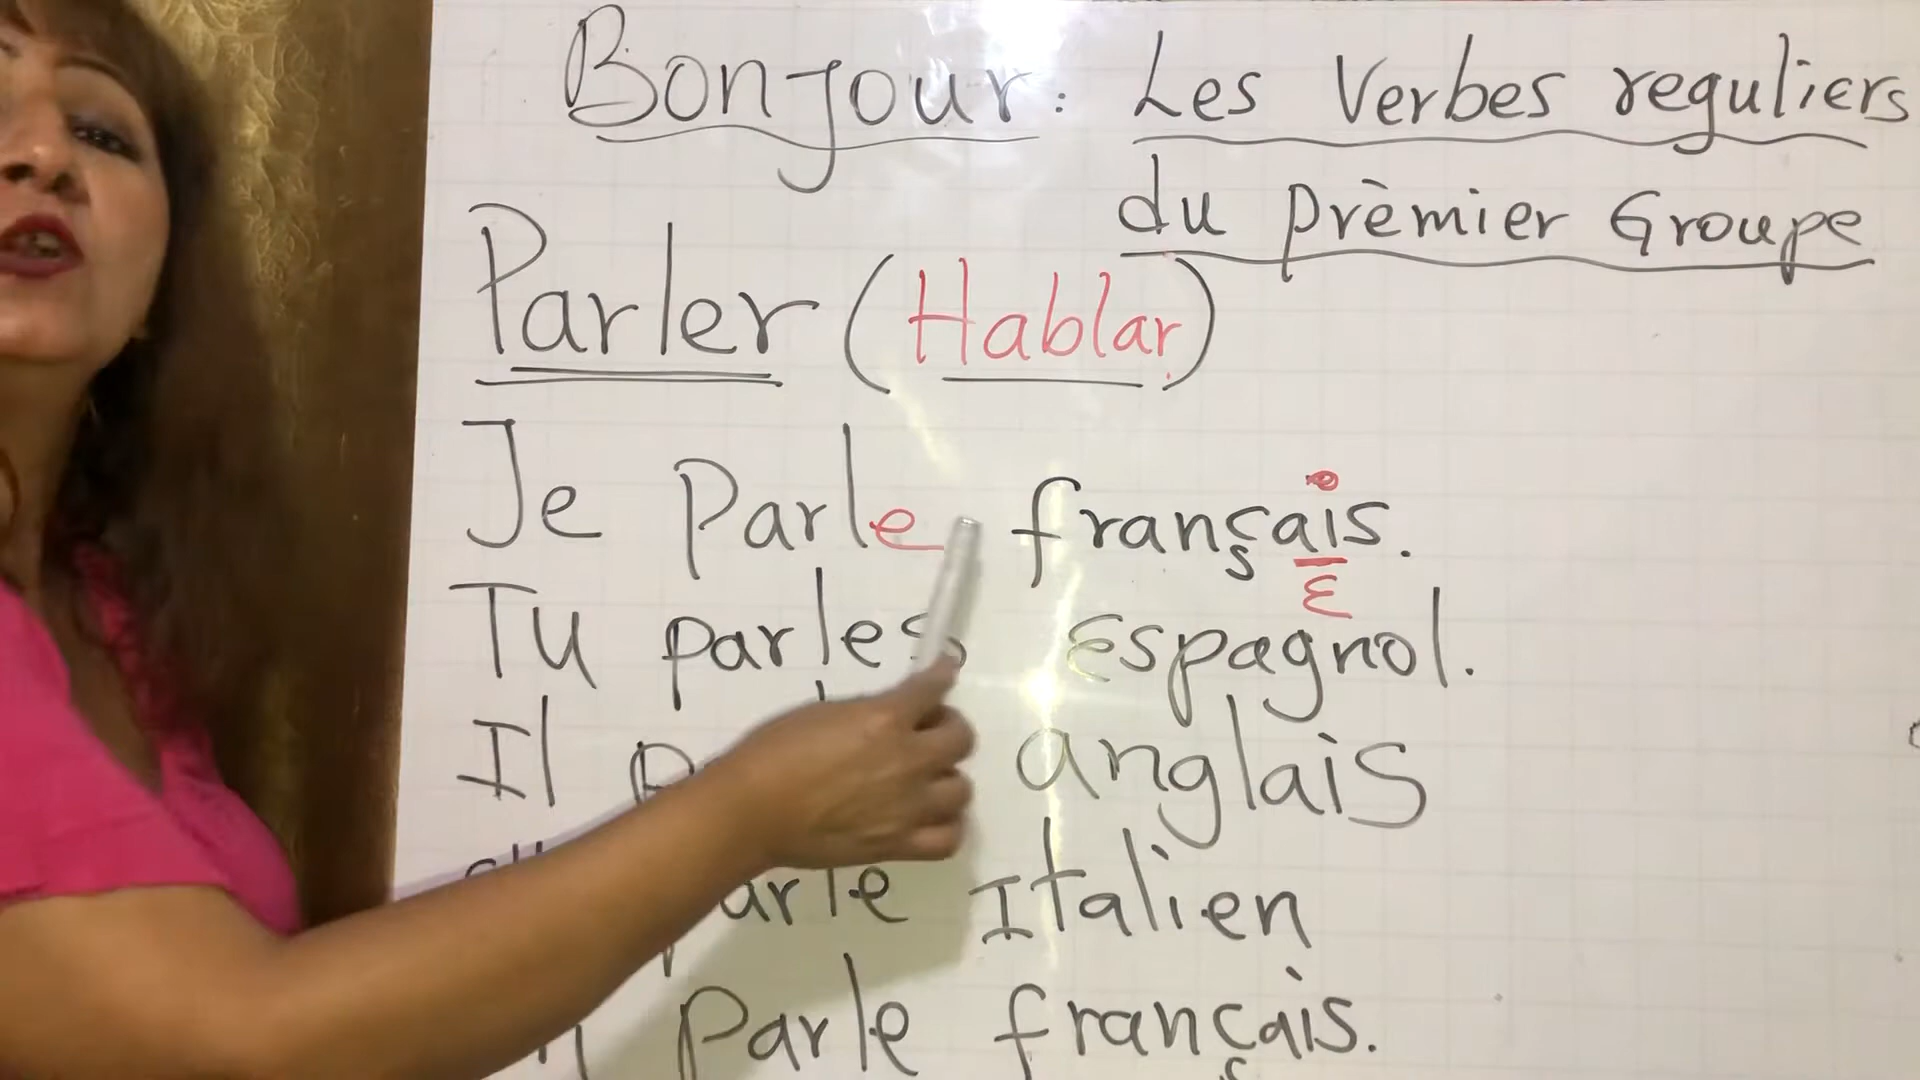 Bonjour: Les Verbes reguliers
du prèmier Groupe
Parler (Hablar)
Je Parle français.
s ε
Tu parles Espagnol.
Il anglais
Italien
Parle français.
s